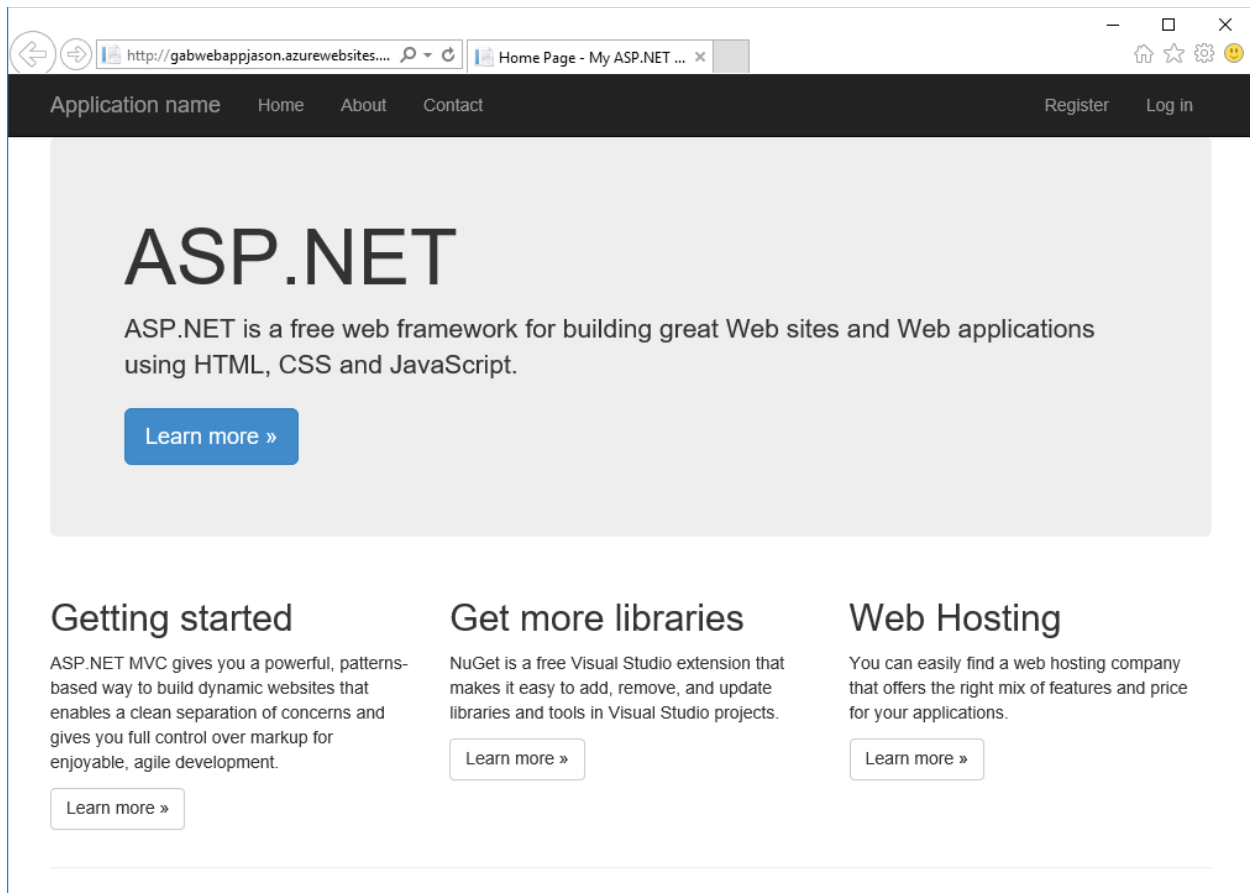 http://gabwebappjason.azurewebsites....
Home Page - My ASP.NET ...
Application name Home About Contact Register Log in
ASP.NET
ASP.NET is a free web framework for building great Web sites and Web applications
using HTML, CSS and JavaScript.
Learn more »
Getting started
ASP.NET MVC gives you a powerful, patterns-
based way to build dynamic websites that
enables a clean separation of concerns and
gives you full control over markup for
enjoyable, agile development.
Learn more »
Get more libraries
NuGet is a free Visual Studio extension that
makes it easy to add, remove, and update
libraries and tools in Visual Studio projects.
Learn more »
Web Hosting
You can easily find a web hosting company
that offers the right mix of features and price
for your applications.
Learn more »